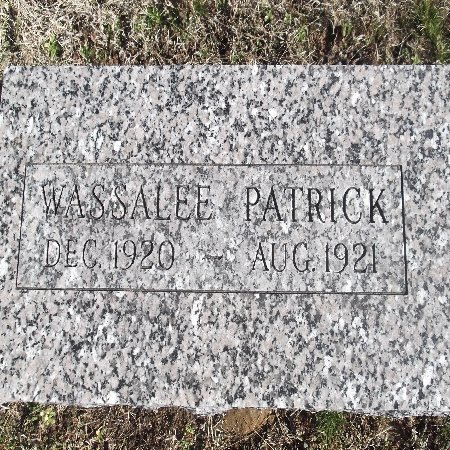 WASSALEE PATRICK
DEC. 1920 - AUG. 1921